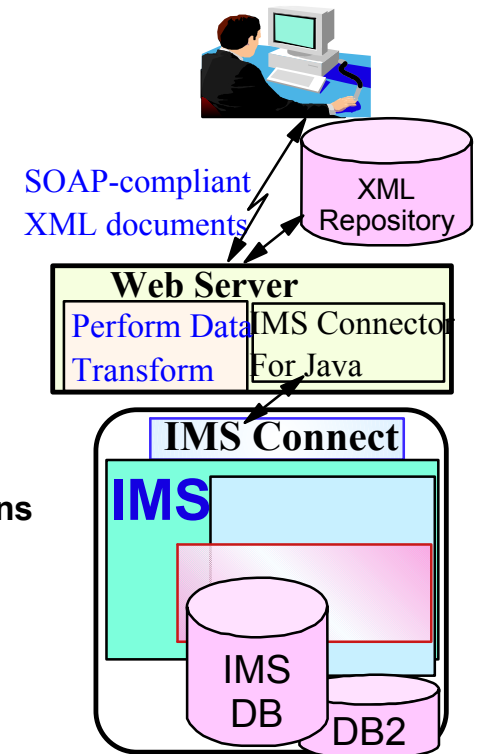 SOAP-compliant
XML documents
XML
Repository
Web Server
Perform Data
Transform
IMS Connector
For Java
IMS Connect
IMS
ns
IMS
DB
DB2